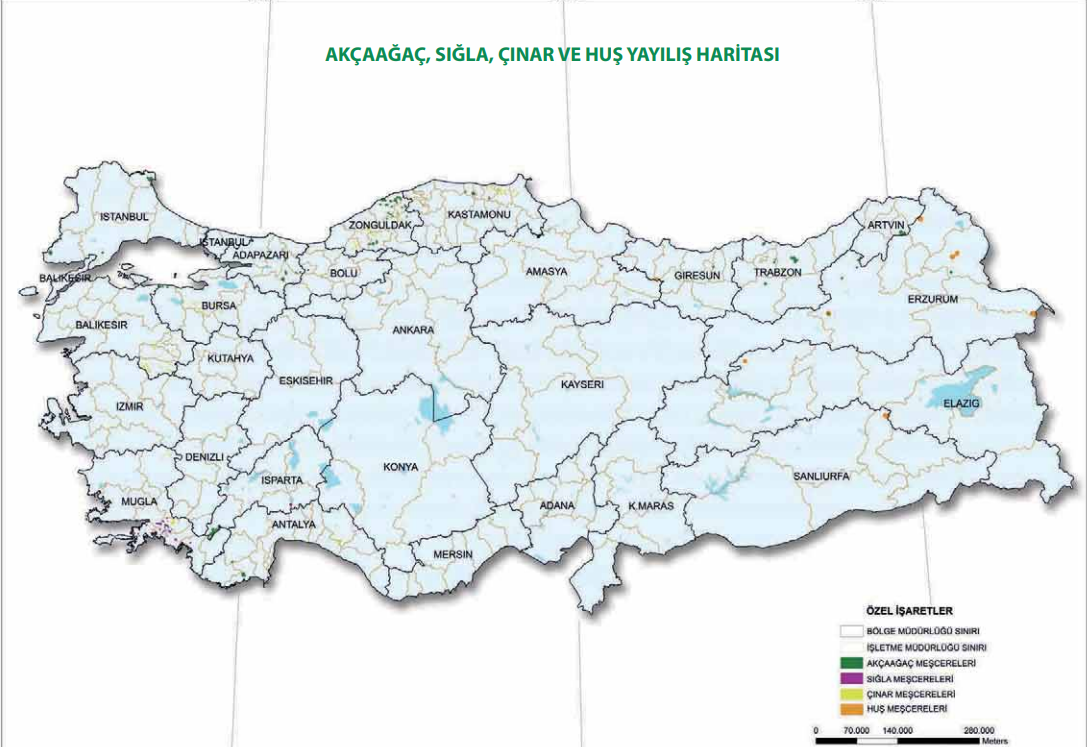 AKÇAAĞAÇ, SIĞLA, ÇINAR VE HUŞ YAYILIŞ HARİTASI
ISTANBUL
ISTANBUL
ADAPAZARI
ZONGULDAK
KASTAMONU
BOLU
AMASYA
GIRESUN
TRABZON
ARTVIN
BALIKESIR
BURSA
BALIKESIR
ANKARA
ERZURUM
KUTAHYA
ESKISEHIR
KAYSERI
IZMIR
ELAZIG
DENIZLI
ISPARTA
KONYA
SANLIURFA
MUGLA
ANTALYA
ADANA
K.MARAS
MERSIN
ÖZEL İŞARETLER
BÖLGE MÜDÜRLÜĞÜ SINIRI
İŞLETME MÜDÜRLÜĞÜ SINIRI
AKÇAAĞAÇ MEŞCERELERİ
SIĞLA MEŞCERELERİ
ÇINAR MEŞCERELERİ
HUŞ MEŞCERELERİ
0 70.000 140.000 280.000
Meters